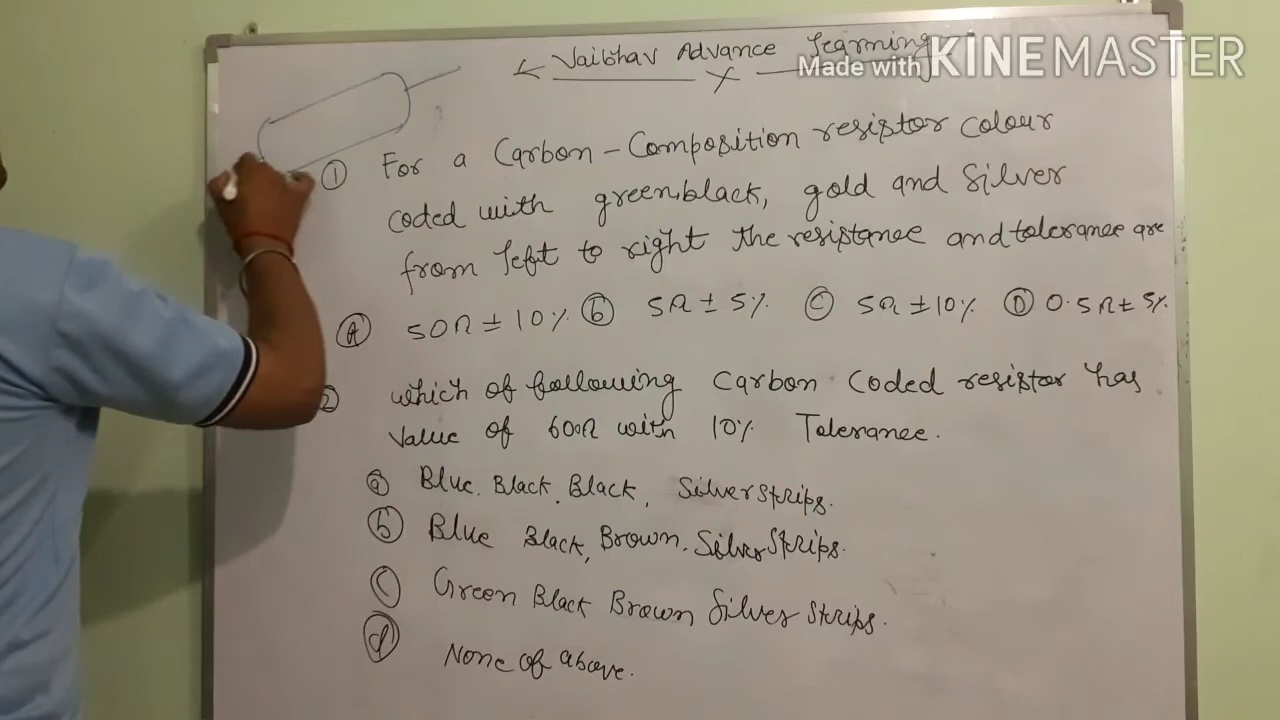 Vaibhav Advance Learning
Made with KINEMASTER
① For a Carbon-Composition resistor colour
coded with green, black, gold and Silver
from left to right the resistance and tolerance are
Ⓐ 50Ω ± 10% ⓑ 5Ω ± 5% Ⓒ 5Ω ± 10% Ⓓ 0.5Ω ± 5%
② which of following Carbon Coded resistor has
value of 600Ω with 10% Tolerance.
ⓐ Blue. Black, Black, Silver strips.
ⓑ Blue Black, Brown, Silver Strips.
ⓒ Green Black Brown Silver Strips.
ⓓ None of above.